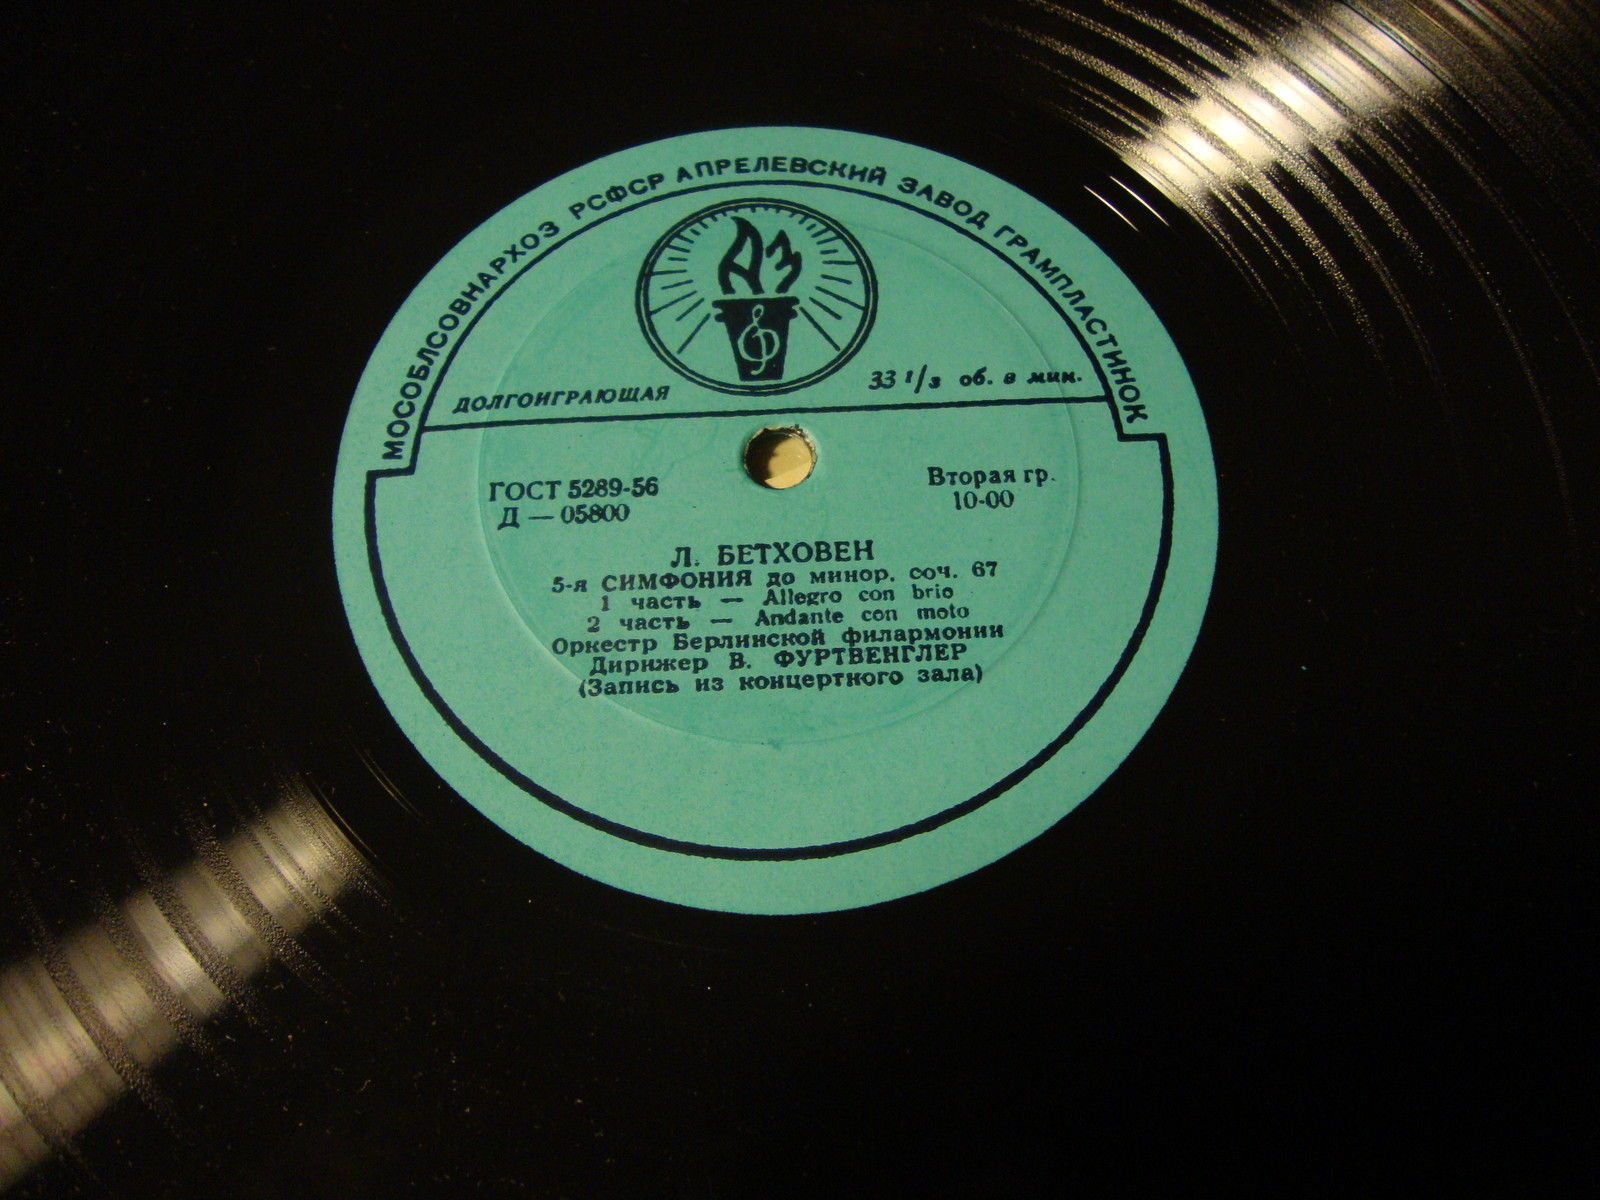 МОСОБЛСОВНАРХОЗ РСФСР АПРЕЛЕВСКИЙ ЗАВОД ГРАМПЛАСТИНОК
АЗ
ДОЛГОИГРАЮЩАЯ
33 1/3 об. в мин.
ГОСТ 5289-56
Д — 05800
Вторая гр.
10-00
Л. БЕТХОВЕН
5-я СИМФОНИЯ до минор. соч. 67
1 часть — Allegro con brio
2 часть — Andante con moto
Оркестр Берлинской филармонии
Дирижер В. ФУРТВЕНГЛЕР
(Запись из концертного зала)